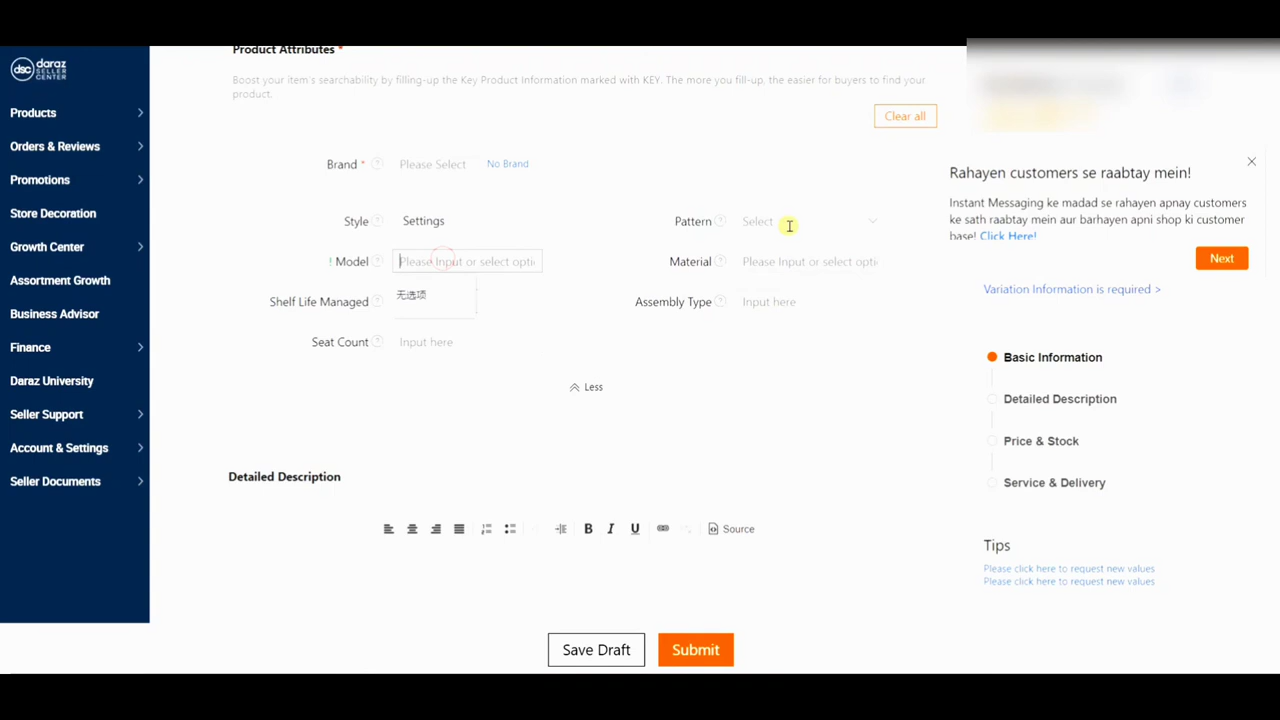 Product Attributes *
dsc daraz SELLER CENTER
Boost your item's searchability by filling-up the Key Product Information marked with KEY. The more you fill-up, the easier for buyers to find your
product.
Clear all
Products
Orders & Reviews
Promotions
Store Decoration
Growth Center
Assortment Growth
Business Advisor
Finance
Daraz University
Seller Support
Account & Settings
Seller Documents
Brand * ? Please Select No Brand
Style ? Settings
Pattern ? Select
! Model ? Please Input or select optic
Material ? Please Input or select optic
Shelf Life Managed ? 无选项
Assembly Type ? Input here
Seat Count ? Input here
Less
Detailed Description
B I U Source
Save Draft
Submit
Rahayen customers se raabtay mein!
Instant Messaging ke madad se rahayen apnay customers
ke sath raabtay mein aur barhayen apni shop ki customer
base! Click Here!
Next
Variation Information is required >
Basic Information
Detailed Description
Price & Stock
Service & Delivery
Tips
Please click here to request new values
Please click here to request new values